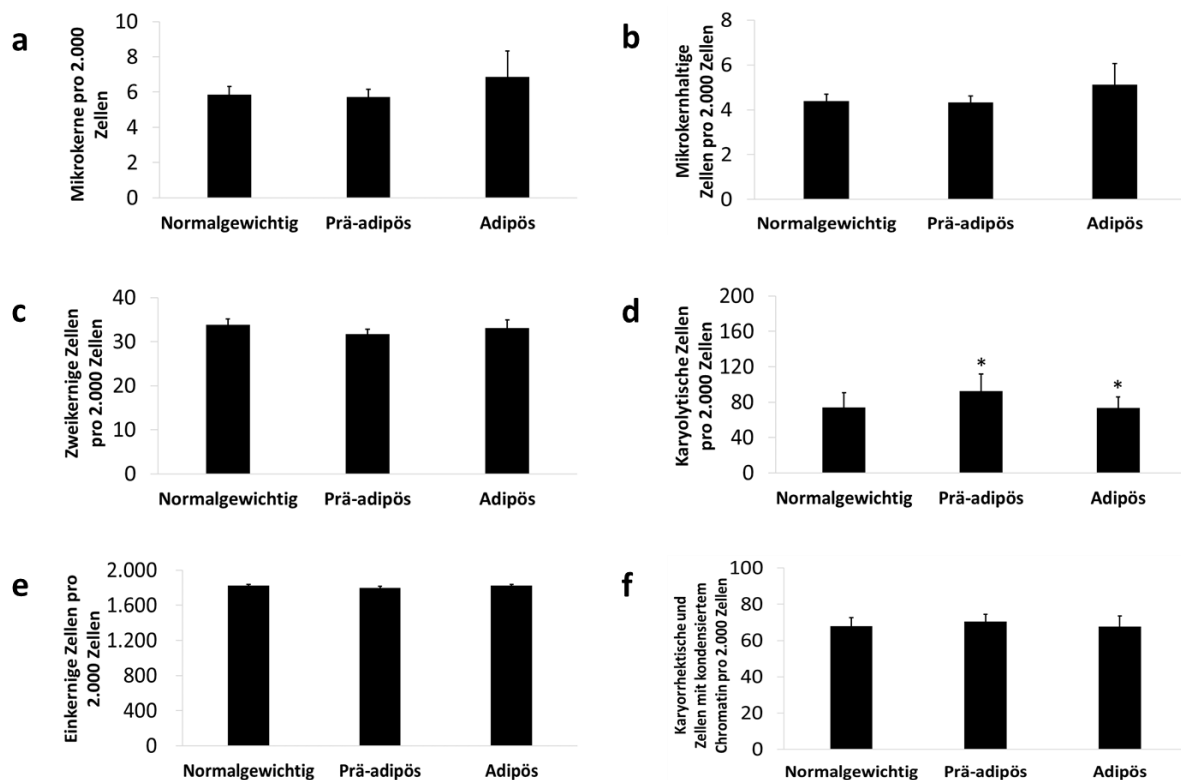 a
Mikrokerne pro 2.000
Zellen
10
8
6
4
2
0
Normalgewichtig Prä-adipös Adipös
b
Mikrokernhaltige
Zellen pro 2.000 Zellen
8
6
4
2
0
Normalgewichtig Prä-adipös Adipös
c
Zweikernige Zellen
pro 2.000 Zellen
40
30
20
10
0
Normalgewichtig Prä-adipös Adipös
d
Karyolytische Zellen
pro 2.000 Zellen
200
160
120
80
40
0
* *
Normalgewichtig Prä-adipös Adipös
e
Einkernige Zellen pro
2.000 Zellen
2.000
1.600
1.200
800
400
0
Normalgewichtig Prä-adipös Adipös
f
Karyorrhektische und
Zellen mit kondensiertem
Chromatin pro 2.000 Zellen
100
80
60
40
20
0
Normalgewichtig Prä-adipös Adipös